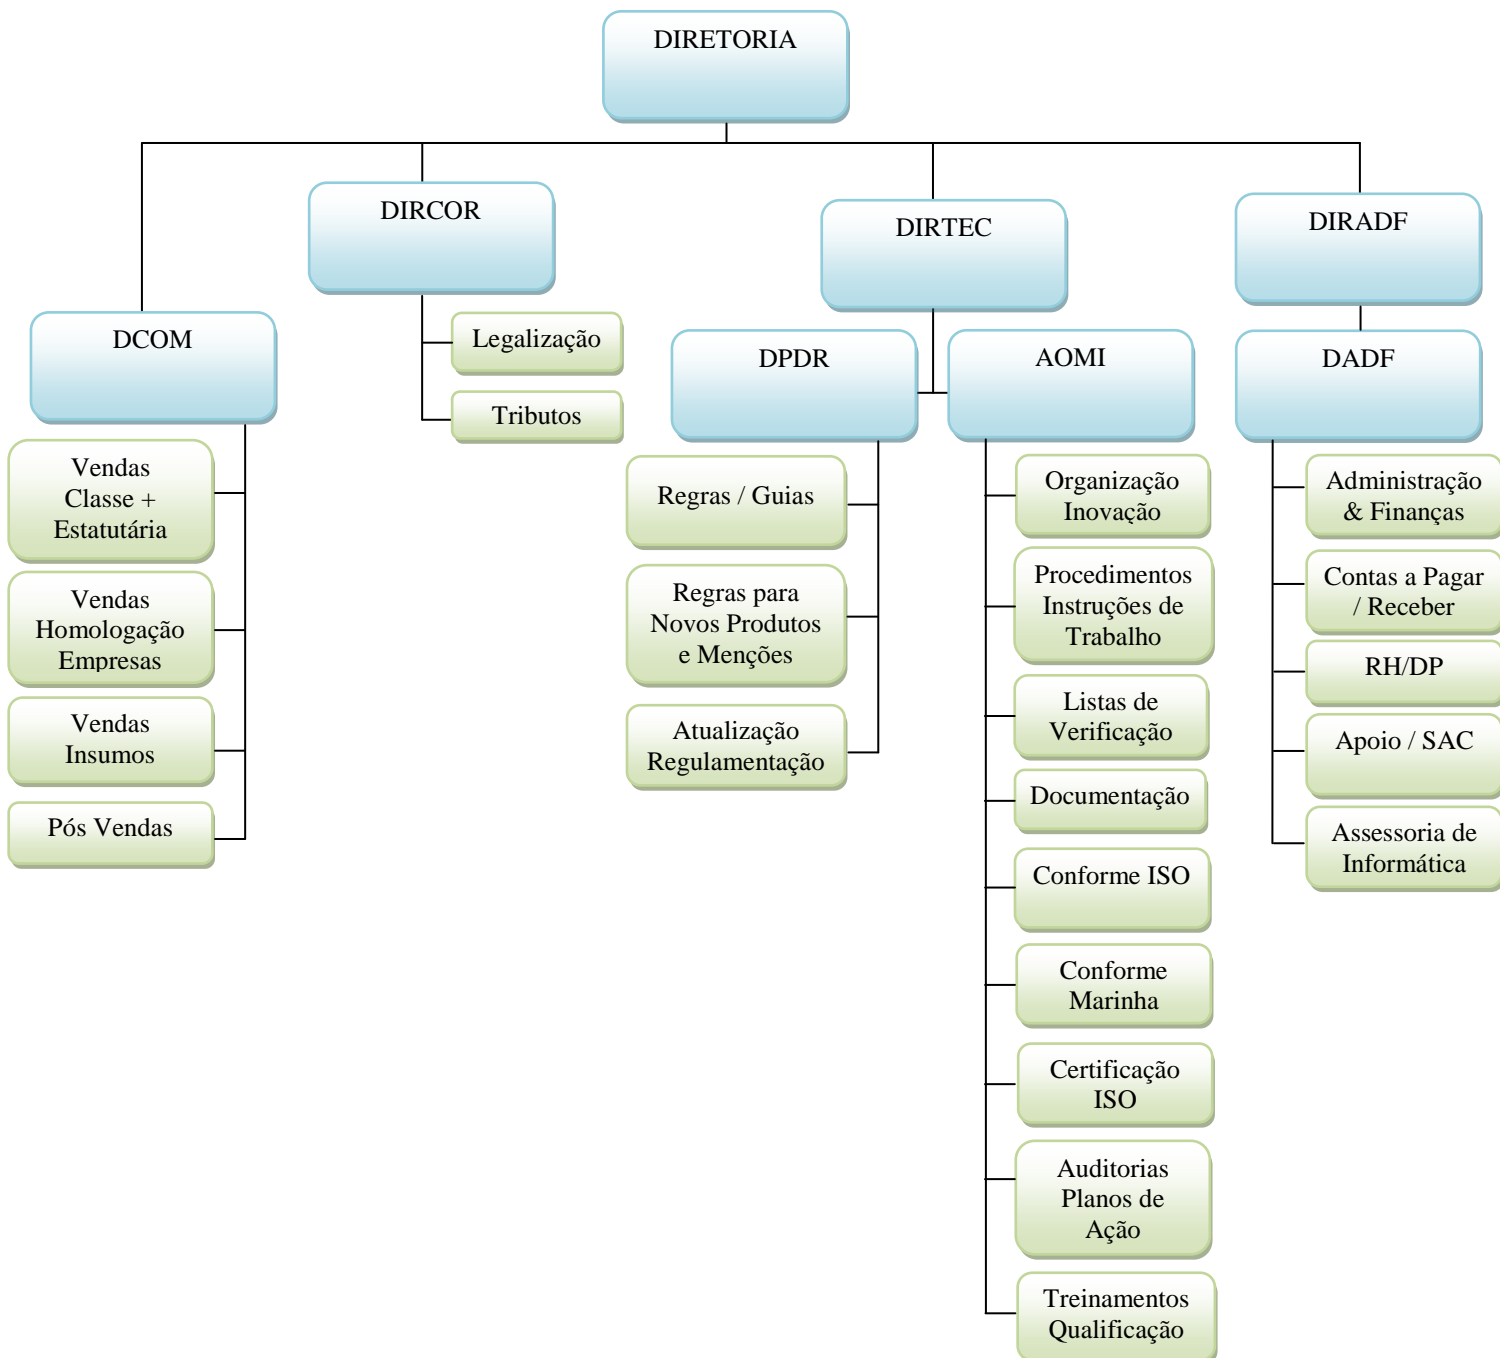 DIRETORIA
DIRCOR
DIRTEC
DIRADF
DCOM
Legalização
Tributos
DPDR
AOMI
DADF
Vendas
Classe +
Estatutária
Vendas
Homologação
Empresas
Vendas
Insumos
Pós Vendas
Regras / Guias
Regras para
Novos Produtos
e Menções
Atualização
Regulamentação
Organização
Inovação
Procedimentos
Instruções de
Trabalho
Listas de
Verificação
Documentação
Conforme ISO
Conforme
Marinha
Certificação
ISO
Auditorias
Planos de
Ação
Treinamentos
Qualificação
Administração
& Finanças
Contas a Pagar
/ Receber
RH/DP
Apoio / SAC
Assessoria de
Informática